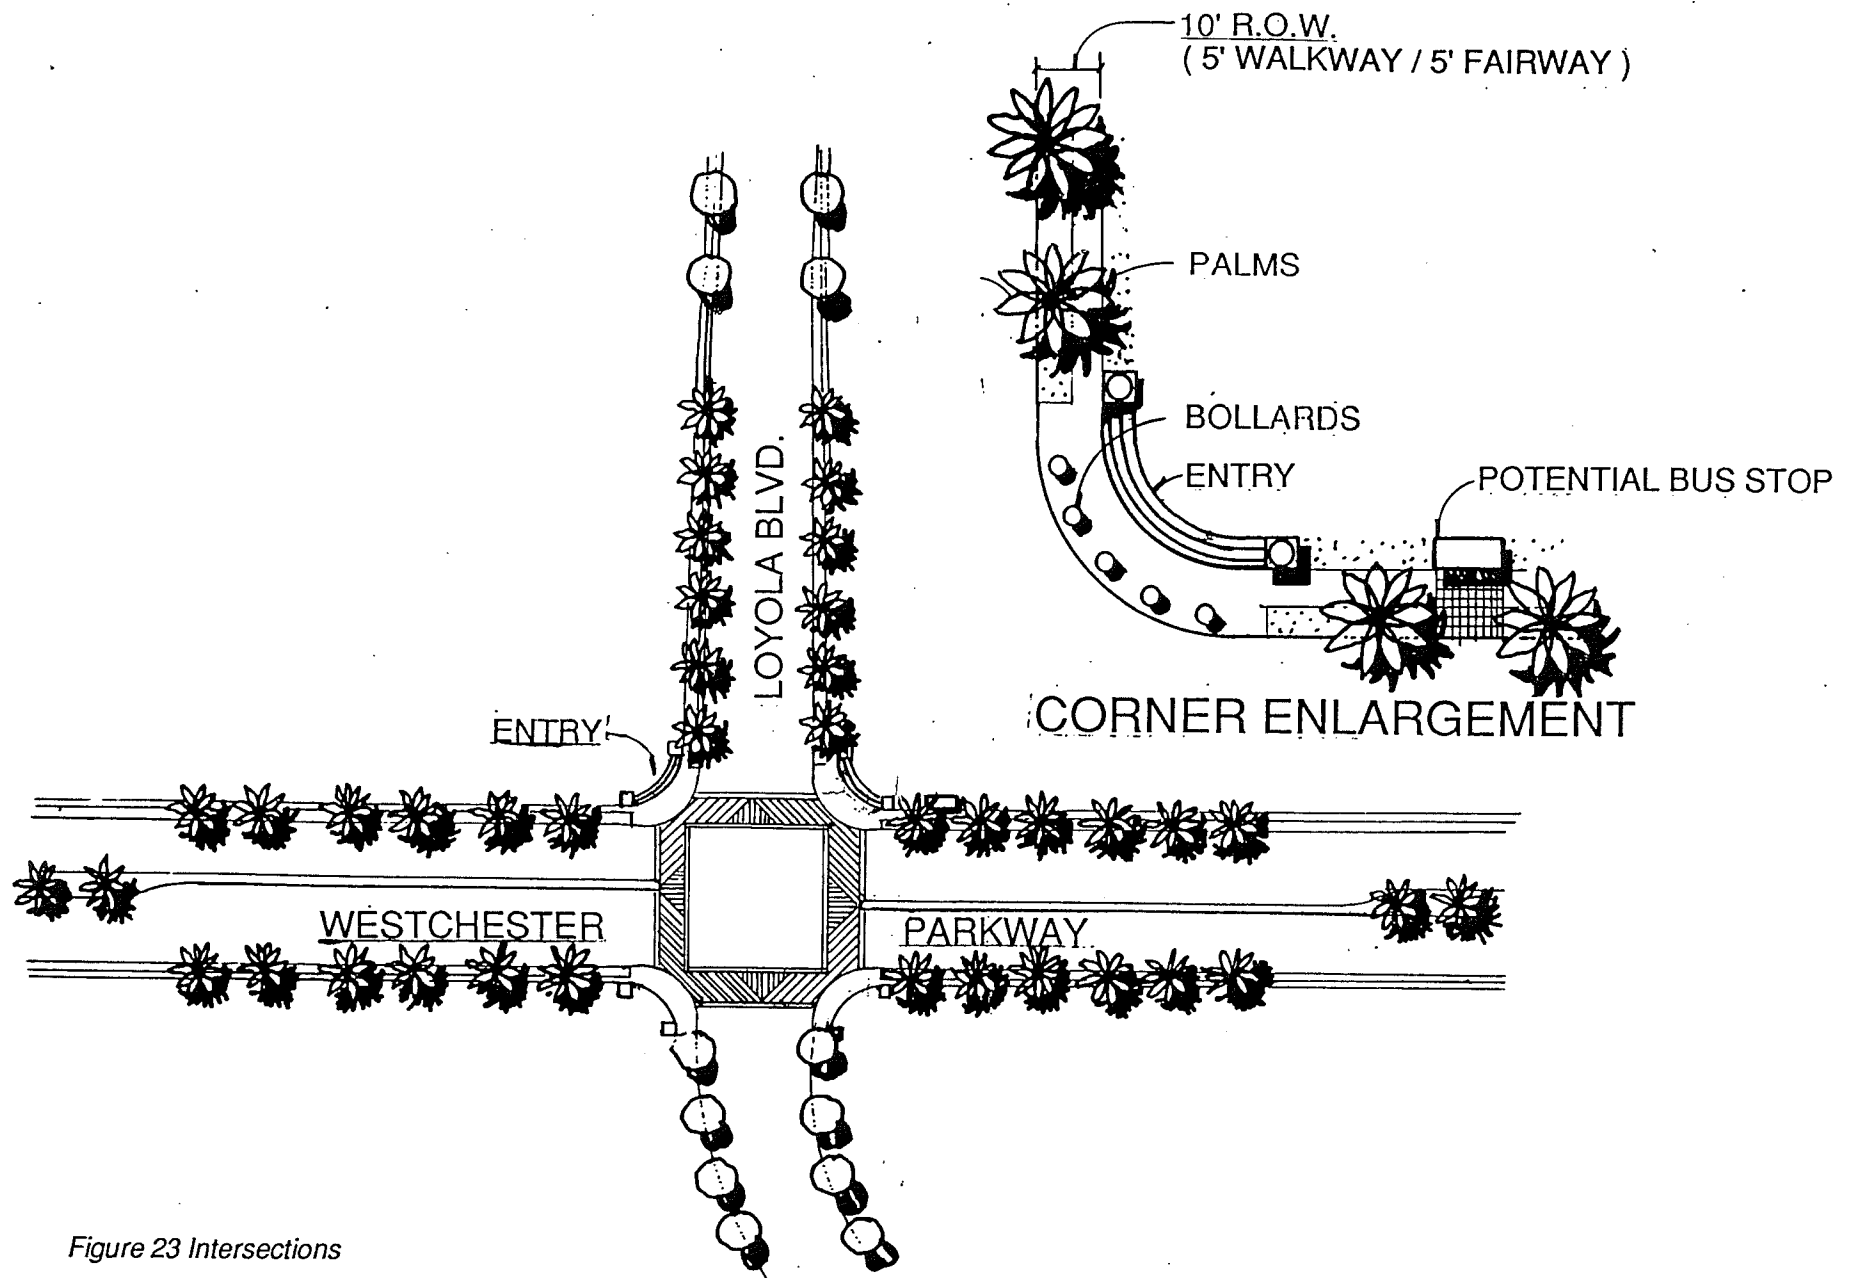 10' R.O.W.
( 5' WALKWAY / 5' FAIRWAY )
PALMS
BOLLARDS
ENTRY
POTENTIAL BUS STOP
CORNER ENLARGEMENT
LOYOLA BLVD.
ENTRY
WESTCHESTER PARKWAY
Figure 23 Intersections